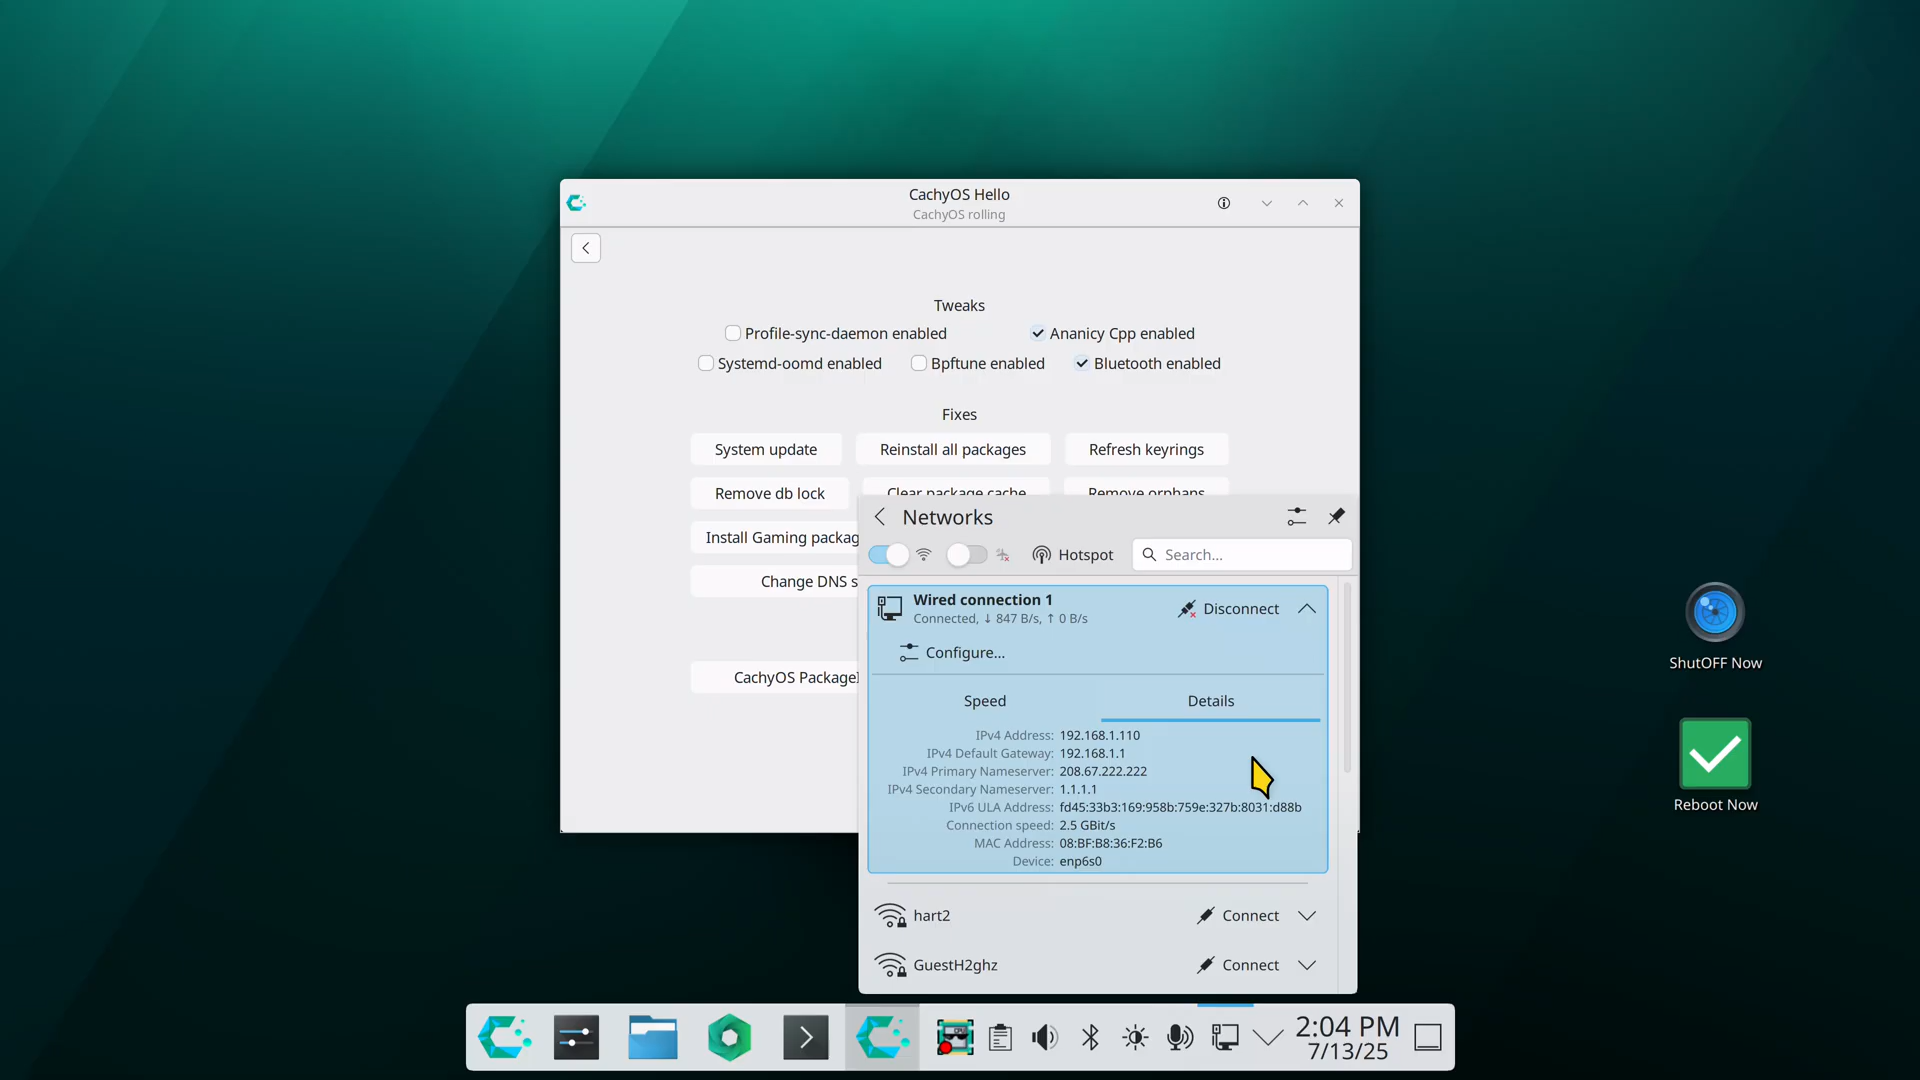 CachyOS Hello
CachyOS rolling
Tweaks
Profile-sync-daemon enabled
Ananicy Cpp enabled
Systemd-oomd enabled
Bpftune enabled
Bluetooth enabled
Fixes
System update
Reinstall all packages
Refresh keyrings
Remove db lock
Clear package cache
Remove orphans
Install Gaming packag
Change DNS s
CachyOS PackageI
Networks
Hotspot
Search...
Wired connection 1
Connected, ↓ 847 B/s, ↑ 0 B/s
Disconnect
Configure...
Speed
Details
IPv4 Address: 192.168.1.110
IPv4 Default Gateway: 192.168.1.1
IPv4 Primary Nameserver: 208.67.222.222
IPv4 Secondary Nameserver: 1.1.1.1
IPv6 ULA Address: fd45:33b3:169:958b:759e:327b:8031:d88b
Connection speed: 2.5 GBit/s
MAC Address: 08:BF:B8:36:F2:B6
Device: enp6s0
hart2
Connect
GuestH2ghz
Connect
ShutOFF Now
Reboot Now
2:04 PM
7/13/25